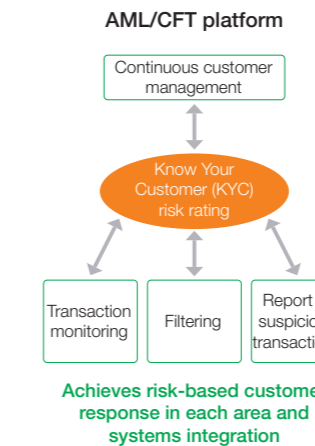 AML/CFT platform
Continuous customer
management
Know Your
Customer (KYC)
risk rating
Transaction
monitoring
Filtering
Report
Achieves risk-based
response in each area and
systems integration